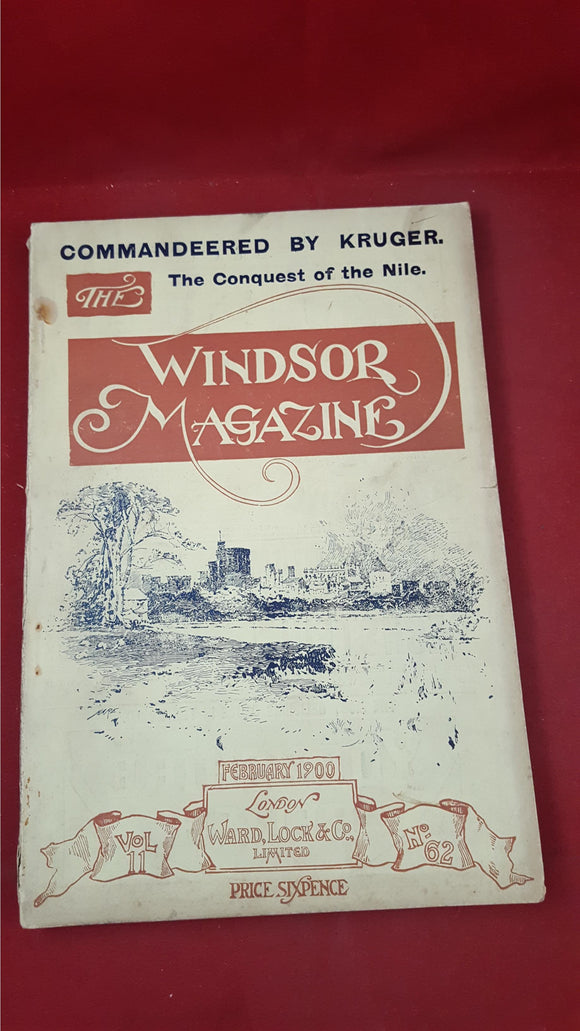 COMMANDEERED BY KRUGER.
The Conquest of the Nile.
THE
WINDSOR
MAGAZINE
FEBRUARY 1900
LONDON
WARD, LOCK & CO.,
LIMITED
VOL
11
NO.
62
PRICE SIXPENCE